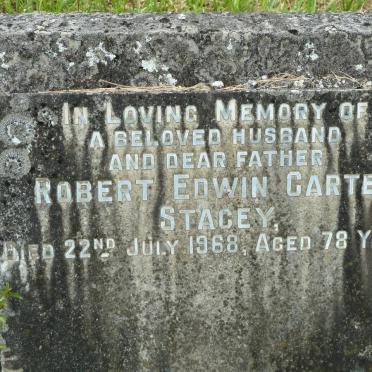 IN LOVING MEMORY OF
A BELOVED HUSBAND
AND DEAR FATHER
ROBERT EDWIN CARTE
STACEY,
DIED 22ND JULY 1968, AGED 78 Y